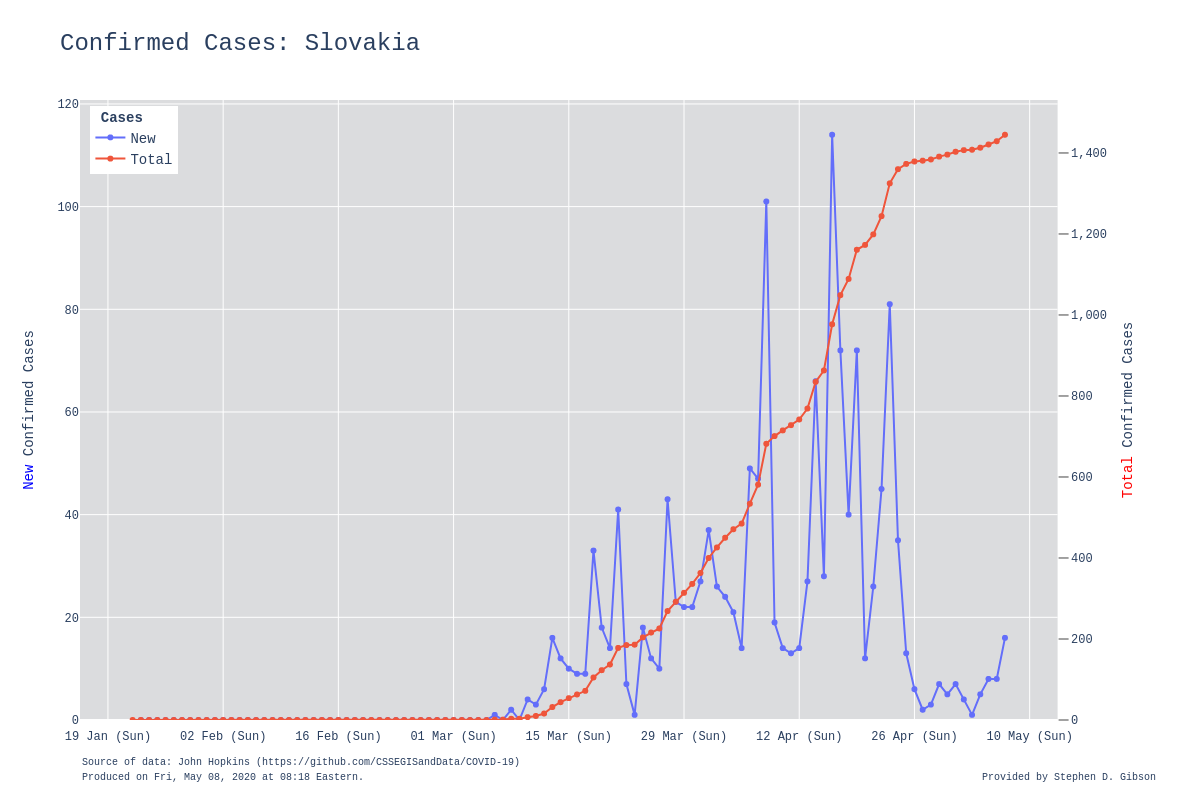 Confirmed Cases: Slovakia
Cases
New
Total
120
100
80
60
40
20
0
1,400
1,200
1,000
800
600
400
200
0
New Confirmed Cases
Total Confirmed Cases
19 Jan (Sun) 02 Feb (Sun) 16 Feb (Sun) 01 Mar (Sun) 15 Mar (Sun) 29 Mar (Sun) 12 Apr (Sun) 26 Apr (Sun) 10 May (Sun)
Source of data: John Hopkins (https://github.com/CSSEGISandData/COVID-19)
Produced on Fri, May 08, 2020 at 08:18 Eastern.
Provided by Stephen D. Gibson